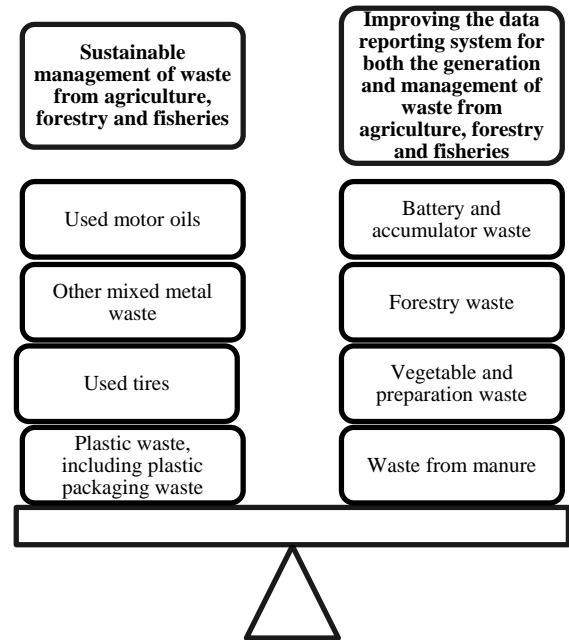 Sustainable
management of waste
from agriculture,
forestry and fisheries
Used motor oils
Other mixed metal
waste
Used tires
Plastic waste,
including plastic
packaging waste
Improving the data
reporting system for
both the generation
and management of
waste from
agriculture, forestry
and fisheries
Battery and
accumulator waste
Forestry waste
Vegetable and
preparation waste
Waste from manure